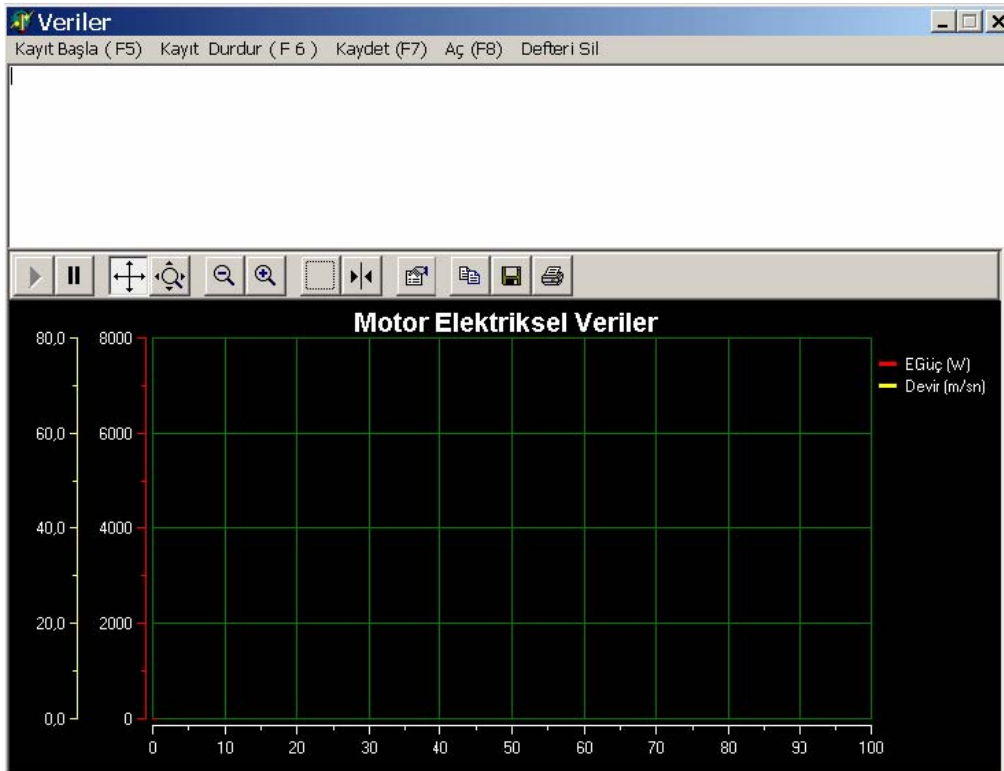 Veriler
Kayıt Başla ( F5) Kayıt Durdur ( F 6 ) Kaydet (F7) Aç (F8) Defteri Sil
Motor Elektriksel Veriler
80,0 8000
EGüç (W)
Devir (m/sn)
60,0 6000
40,0 4000
20,0 2000
0,0 0
0 10 20 30 40 50 60 70 80 90 100